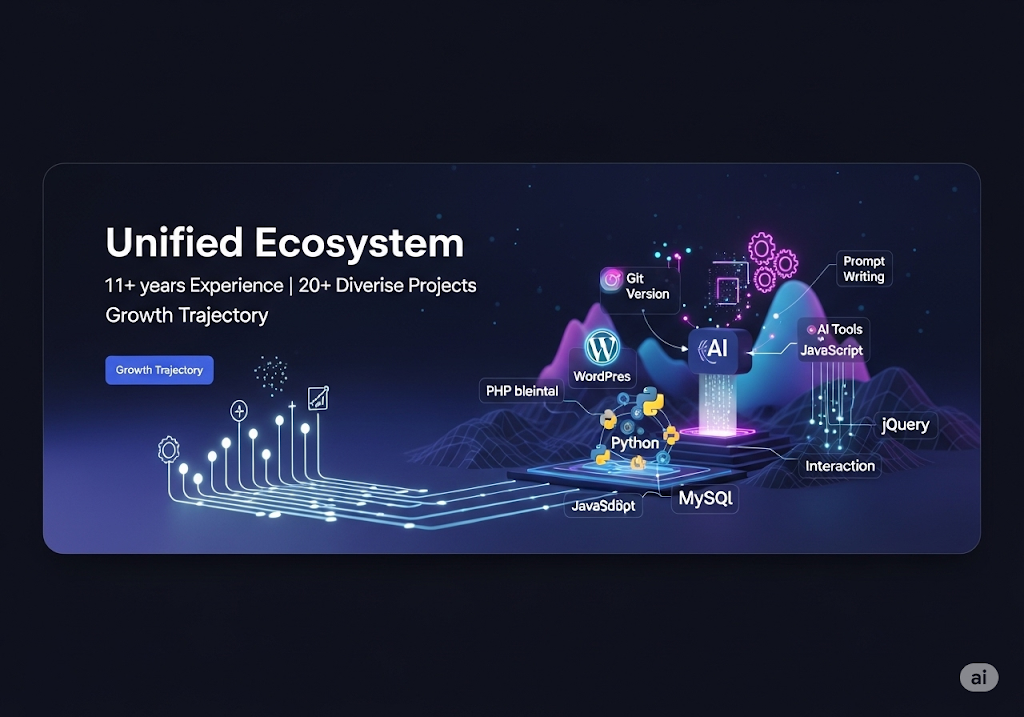 Unified Ecosystem
11+ years Experience | 20+ Diverise Projects
Growth Trajectory
Growth Trajectory
Git
Version
Prompt
Writing
AI
AI Tools
JavaScript
WordPres
PHP bleintal
Python
jQuery
Interaction
JavaSdbpt
MySQl
ai